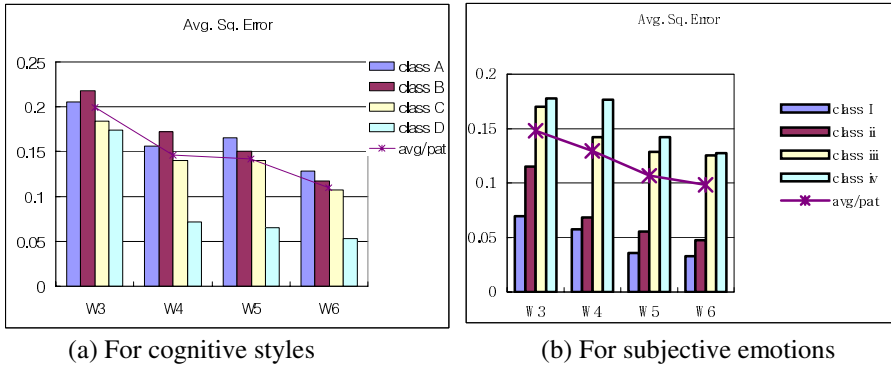 Avg. Sq. Error
0.25
0.2
0.15
0.1
0.05
0
W3 W4 W5 W6
class A
class B
class C
class D
avg/pat
(a) For cognitive styles
Avg. Sq. Error
0.2
0.15
0.1
0.05
0
W3 W4 W5 W6
class I
class ii
class iii
class iv
avg/pat
(b) For subjective emotions